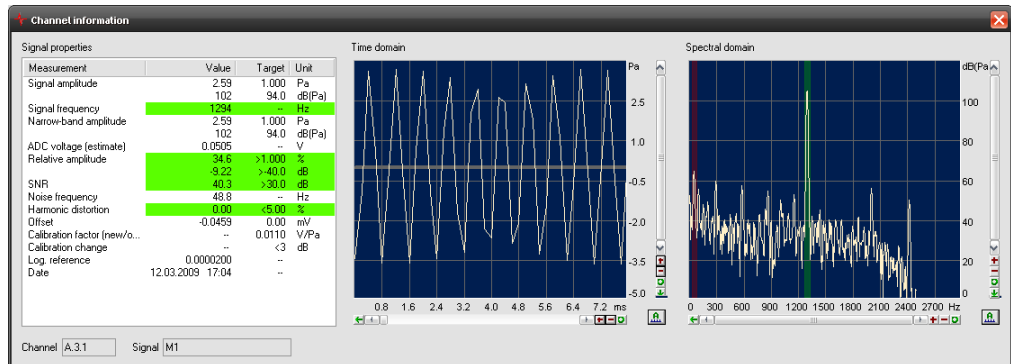 Channel information
Signal properties
Measurement Value Target Unit
Signal amplitude 2.59 1.000 Pa
102 94.0 dB(Pa)
Signal frequency 1294 -- Hz
Narrow-band amplitude 2.59 1.000 Pa
102 94.0 dB(Pa)
ADC voltage (estimate) 0.0505 -- V
Relative amplitude 34.6 >1.000 %
-9.22 >-40.0 dB
SNR 40.3 >30.0 dB
Noise frequency 48.8 -- Hz
Harmonic distortion 0.00 <5.00 %
Offset -0.0459 0.00 mV
Calibration factor (new/o... -- 0.0110 V/Pa
Calibration change -- <3 dB
Log. reference 0.0000200 --
Date 12.03.2009 17:04 --
Time domain
Pa
2.5
1.0
-0.5
-2.0
-3.5
-5.0
0.8 1.6 2.4 3.2 4.0 4.8 5.6 6.4 7.2 ms
A
Spectral domain
dB(Pa
100
80
60
40
20
0
0 300 600 900 1200 1500 1800 2400 2700 Hz
A
Channel A.3.1 Signal M1